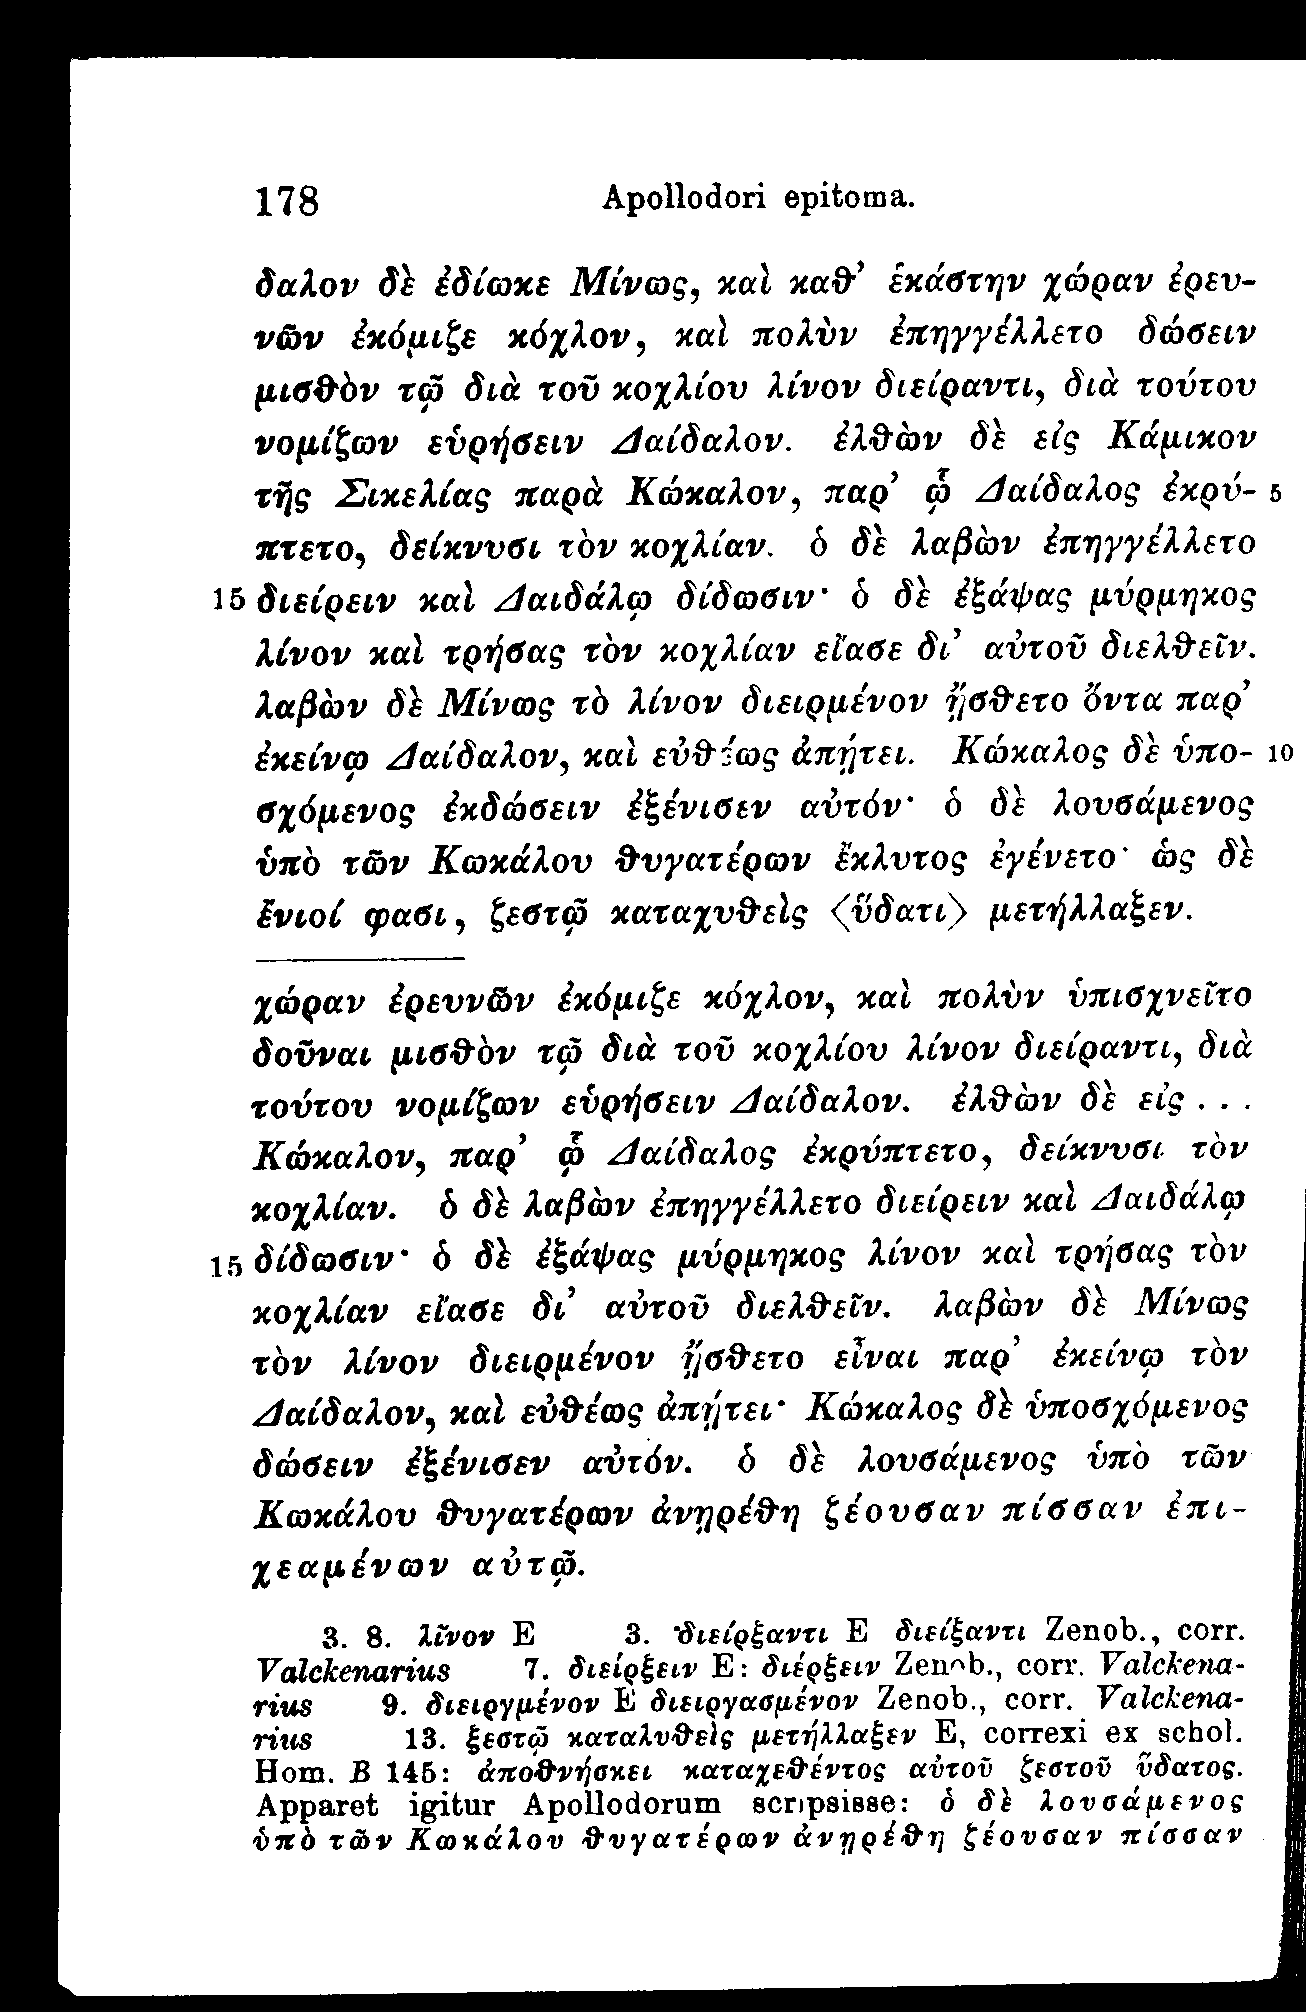 178 Apollodori epitoma.
δαλον δὲ ἐδίωκε Μίνως, καὶ καθ’ ἑκάστην χώραν ἐρευ-
νῶν ἐκόμιζε κόχλον, καὶ πολὺν ἐπηγγέλλετο δώσειν
μισθὸν τῷ διὰ τοῦ κοχλίου λίνον διείραντι, διὰ τούτου
νομίζων εὑρήσειν Δαίδαλον. ἐλθὼν δὲ εἰς Κάμικον
τῆς Σικελίας παρὰ Κώκαλον, παρ’ ᾧ Δαίδαλος ἐκρύ- 5
πτετο, δείκνυσι τὸν κοχλίαν. ὁ δὲ λαβὼν ἐπηγγέλλετο
15 διείρειν καὶ Δαιδάλῳ δίδωσιν· ὁ δὲ ἐξάψας μύρμηκος
λίνον καὶ τρήσας τὸν κοχλίαν εἴασε δι’ αὐτοῦ διελθεῖν.
λαβὼν δὲ Μίνως τὸ λίνον διειρμένον ᾔσθετο ὄντα παρ’
ἐκείνῳ Δαίδαλον, καὶ εὐθέως ἀπῄτει. Κώκαλος δὲ ὑπο- 10
σχόμενος ἐκδώσειν ἐξένισεν αὐτόν· ὁ δὲ λουσάμενος
ὑπὸ τῶν Κωκάλου θυγατέρων ἔκλυτος ἐγένετο· ὡς δὲ
ἔνιοί φασι, ζεστῷ καταχυθεὶς ⟨ὕδατι⟩ μετήλλαξεν.
χώραν ἐρευνῶν ἐκόμιζε κόχλον, καὶ πολὺν ὑπισχνεῖτο
δοῦναι μισθὸν τῷ διὰ τοῦ κοχλίου λίνον διείραντι, διὰ
τούτου νομίζων εὑρήσειν Δαίδαλον. ἐλθὼν δὲ εἰς . . .
Κώκαλον, παρ’ ᾧ Δαίδαλος ἐκρύπτετο, δείκνυσι τὸν
κοχλίαν. ὁ δὲ λαβὼν ἐπηγγέλλετο διείρειν καὶ Δαιδάλῳ
15 δίδωσιν· ὁ δὲ ἐξάψας μύρμηκος λίνον καὶ τρήσας τὸν
κοχλίαν εἴασε δι’ αὐτοῦ διελθεῖν. λαβὼν δὲ Μίνως
τὸν λίνον διειρμένον ᾔσθετο εἶναι παρ’ ἐκείνῳ τὸν
Δαίδαλον, καὶ εὐθέως ἀπῄτει· Κώκαλος δὲ ὑποσχόμενος
δώσειν ἐξένισεν αὐτόν. ὁ δὲ λουσάμενος ὑπὸ τῶν
Κωκάλου θυγατέρων ἀνῃρέθη ζέουσαν πίσσαν ἐπι-
χεαμένων αὐτῷ.
3. 8. λῖνον E 3. διείρξαντι E διείξαντι Zenob., corr.
Valckenarius 7. διείρξειν E: διέρξειν Zenob., corr. Valckena-
rius 9. διειργμένον E διειργασμένον Zenob., corr. Valckena-
rius 13. ξεστῷ καταλυθεὶς μετήλλαξεν E, correxi ex schol.
Hom. B 145: ἀποθνήσκει καταχεθέντος αὐτοῦ ζεστοῦ ὕδατος.
Apparet igitur Apollodorum scripsisse: ὁ δὲ λουσάμενος
ὑπὸ τῶν Κωκάλου θυγατέρων ἀνῃρέθη ζέουσαν πίσσαν